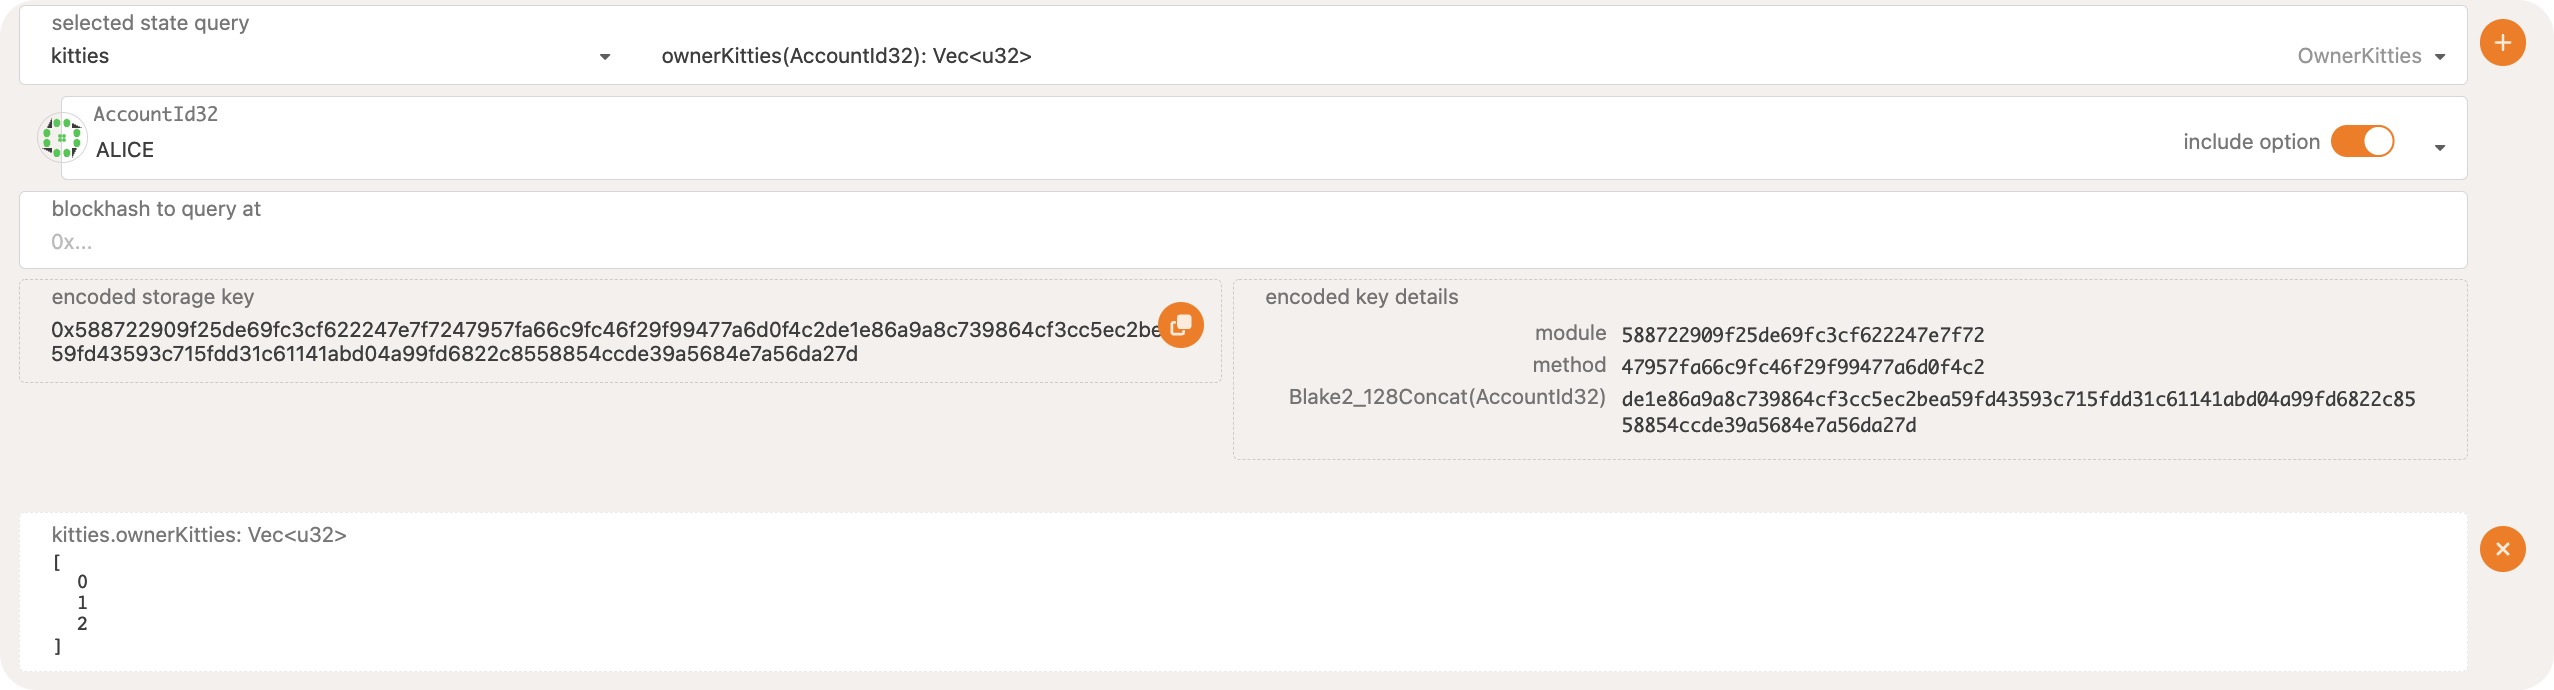 selected state query
kitties
ownerKitties(AccountId32): Vec<u32>
OwnerKitties
AccountId32
ALICE
include option
blockhash to query at
0x...
encoded storage key
0x588722909f25de69fc3cf622247e7f7247957fa66c9fc46f29f99477a6d0f4c2de1e86a9a8c739864cf3cc5ec2be
59fd43593c715fdd31c61141abd04a99fd6822c8558854ccde39a5684e7a56da27d
encoded key details
module 588722909f25de69fc3cf622247e7f72
method 47957fa66c9fc46f29f99477a6d0f4c2
Blake2_128Concat(AccountId32) de1e86a9a8c739864cf3cc5ec2bea59fd43593c715fdd31c61141abd04a99fd6822c85
58854ccde39a5684e7a56da27d
kitties.ownerKitties: Vec<u32>
[
0
1
2
]